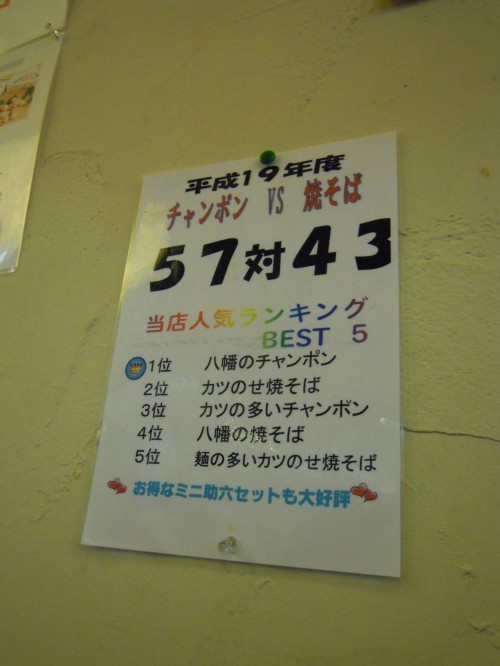 平成19年度
チャンポン VS 焼そば
57対43
当店人気ランキング
BEST 5
1位 八幡のチャンポン
2位 カツのせ焼そば
3位 カツの多いチャンポン
4位 八幡の焼そば
5位 麺の多いカツのせ焼そば
お得なミニ助六セットも大好評